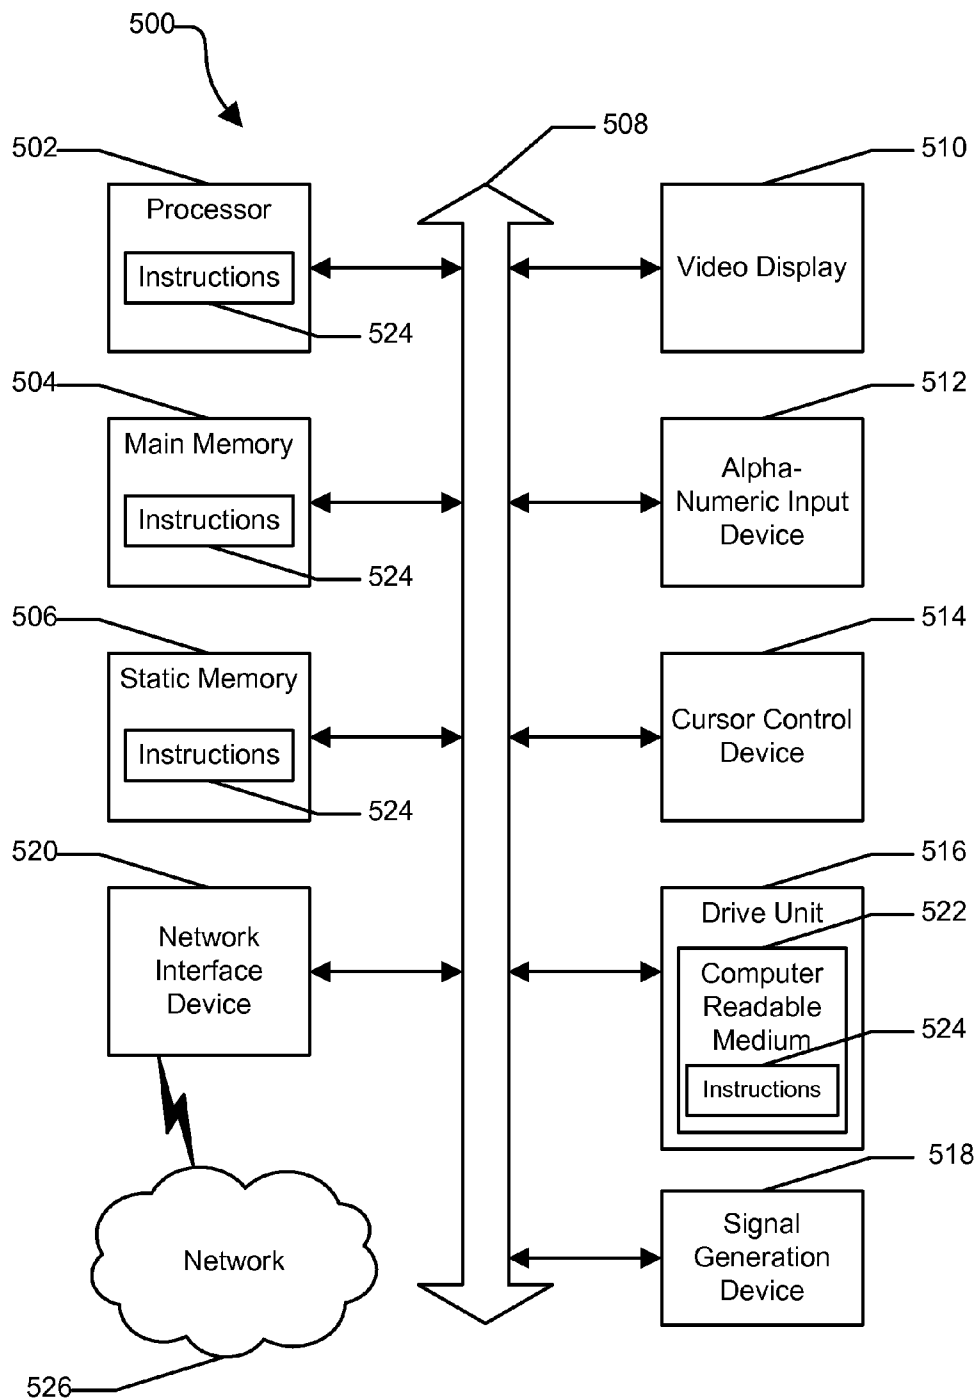 500
508
502
510
Processor
Instructions
524
Video Display
504
512
Main Memory
Instructions
524
Alpha-
Numeric Input
Device
506
514
Static Memory
Instructions
524
Cursor Control
Device
520
516
Network
Interface
Device
Drive Unit
522
Computer
Readable
Medium
524
Instructions
518
Signal
Generation
Device
Network
526